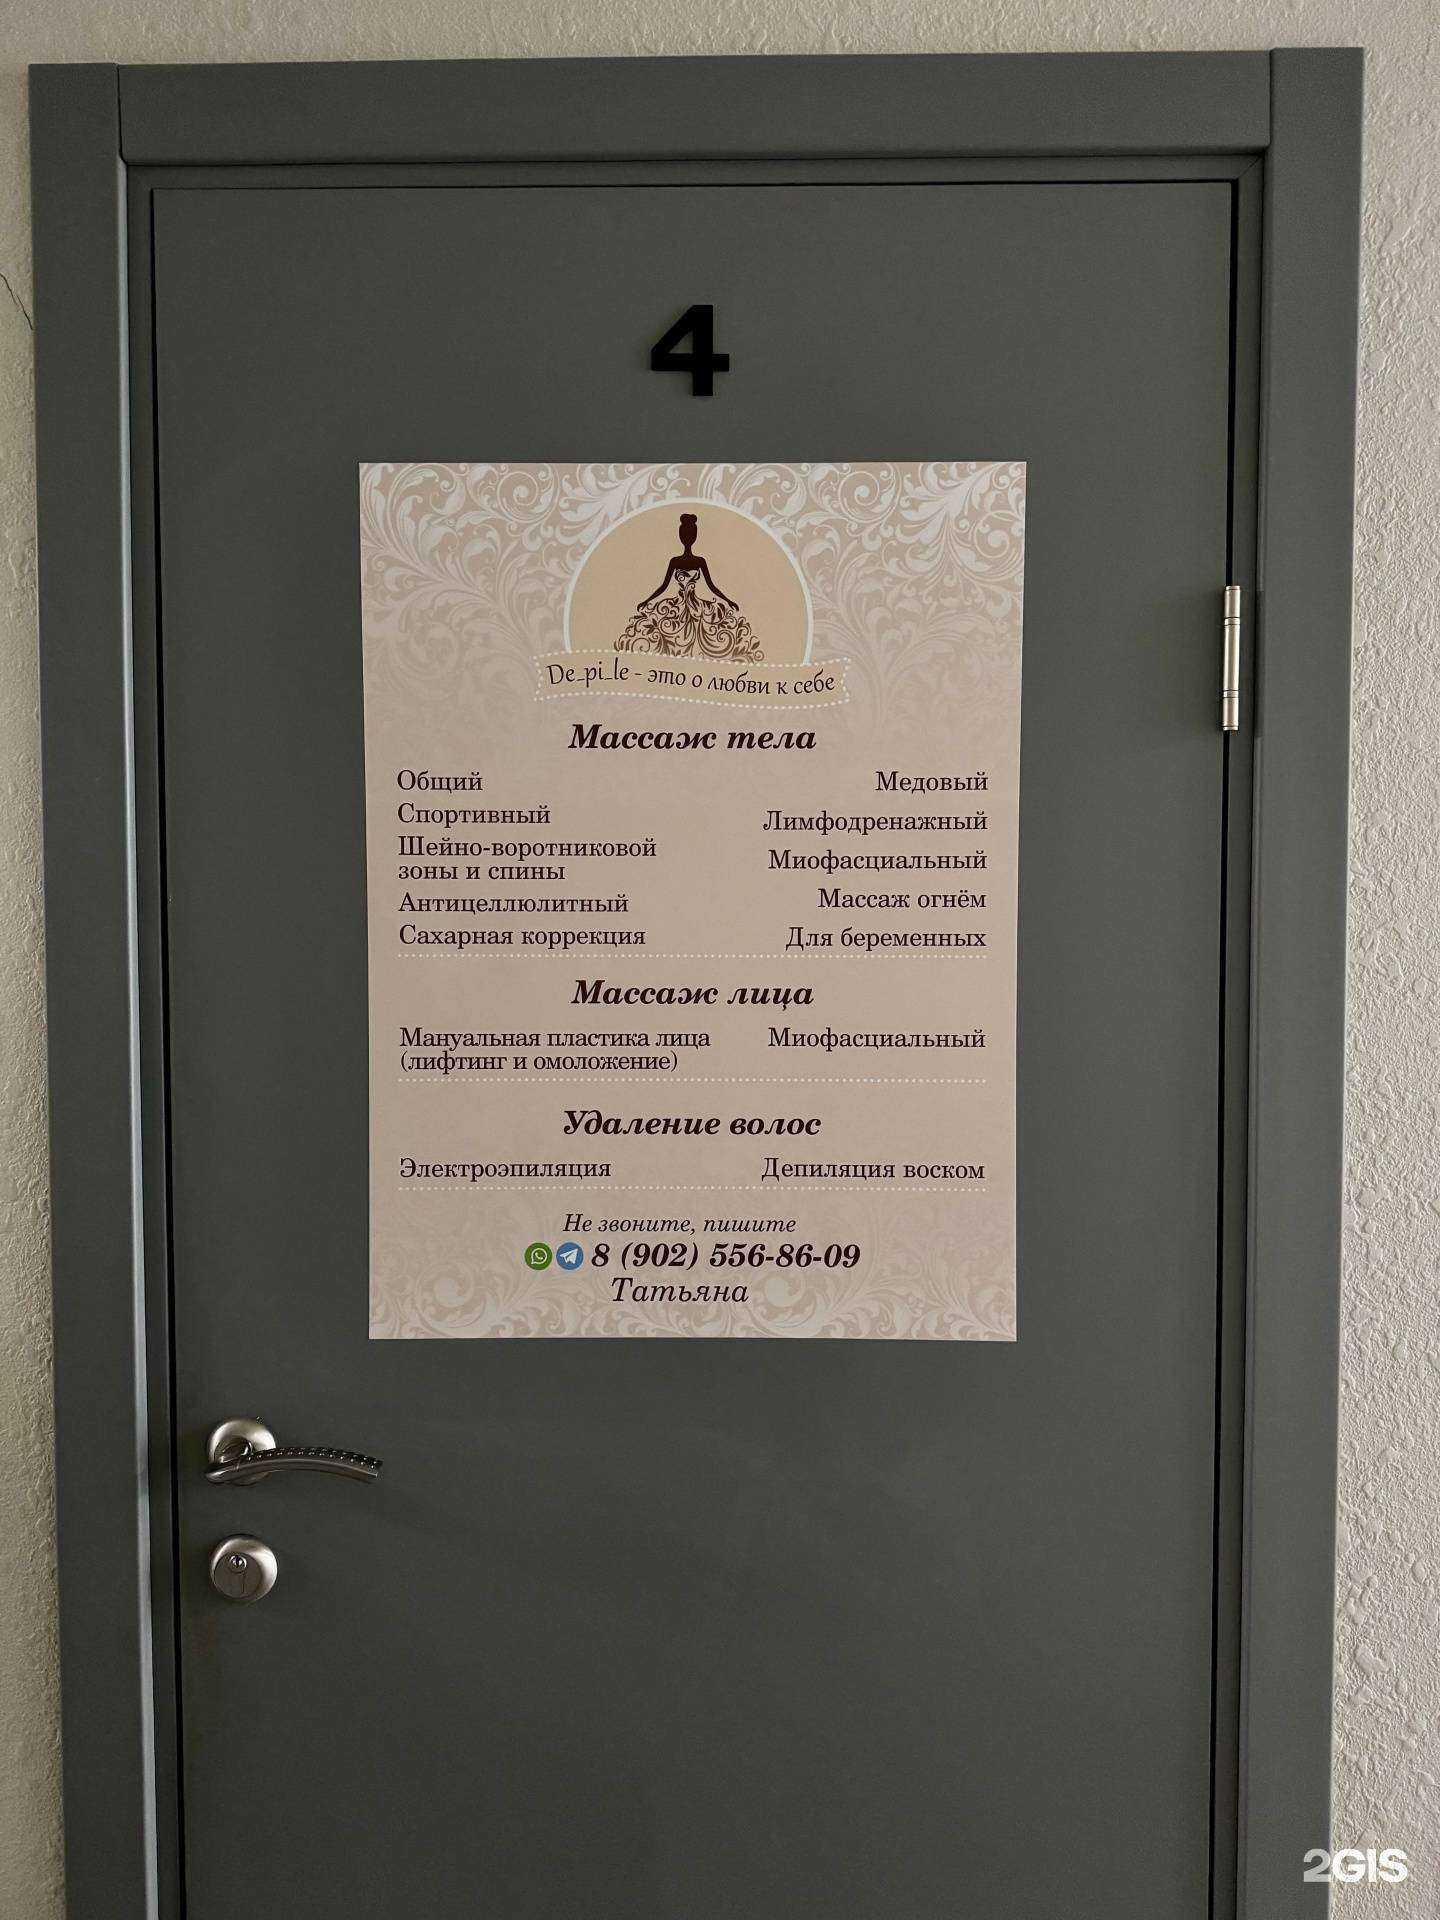 4
De_pi_le - это о любви к себе
Массаж тела
Общий
Спортивный
Шейно-воротниковой
зоны и спины
Антицеллюлитный
Сахарная коррекция
Медовый
Лимфодренажный
Миофасциальный
Массаж огнём
Для беременных
Массаж лица
Мануальная пластика лица
(лифтинг и омоложение)
Миофасциальный
Удаление волос
Электроэпиляция
Депиляция воском
Не звоните, пишите
8 (902) 556-86-09
Татьяна
2GIS